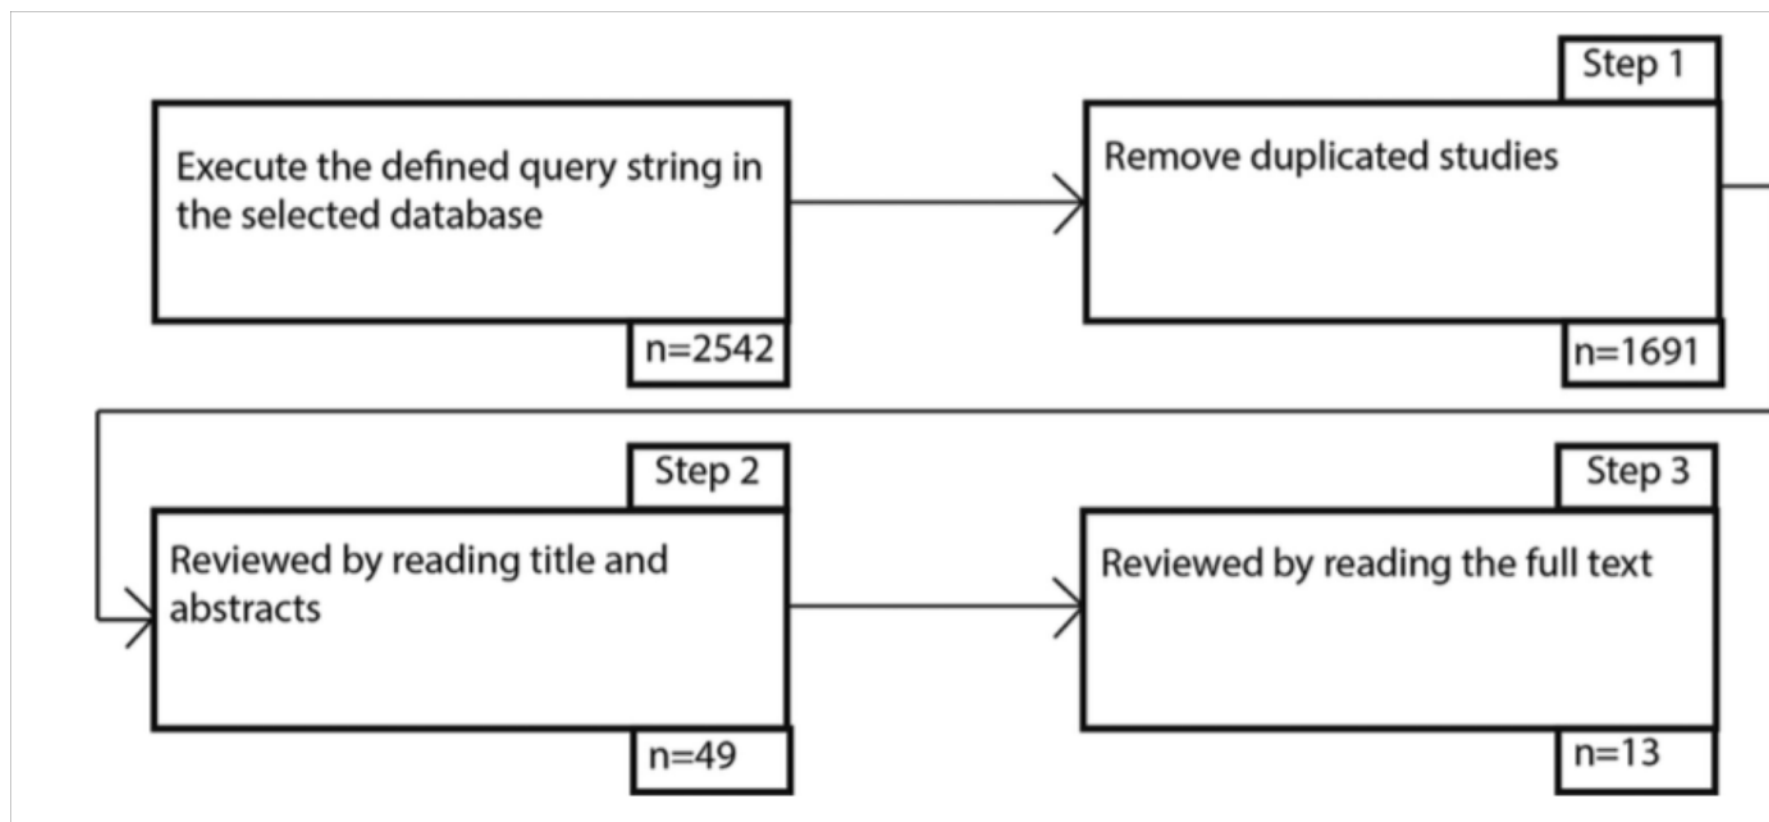 Step 1
Execute the defined query string in
the selected database
n=2542
Remove duplicated studies
n=1691
Step 2
Reviewed by reading title and
abstracts
n=49
Step 3
Reviewed by reading the full text
n=13